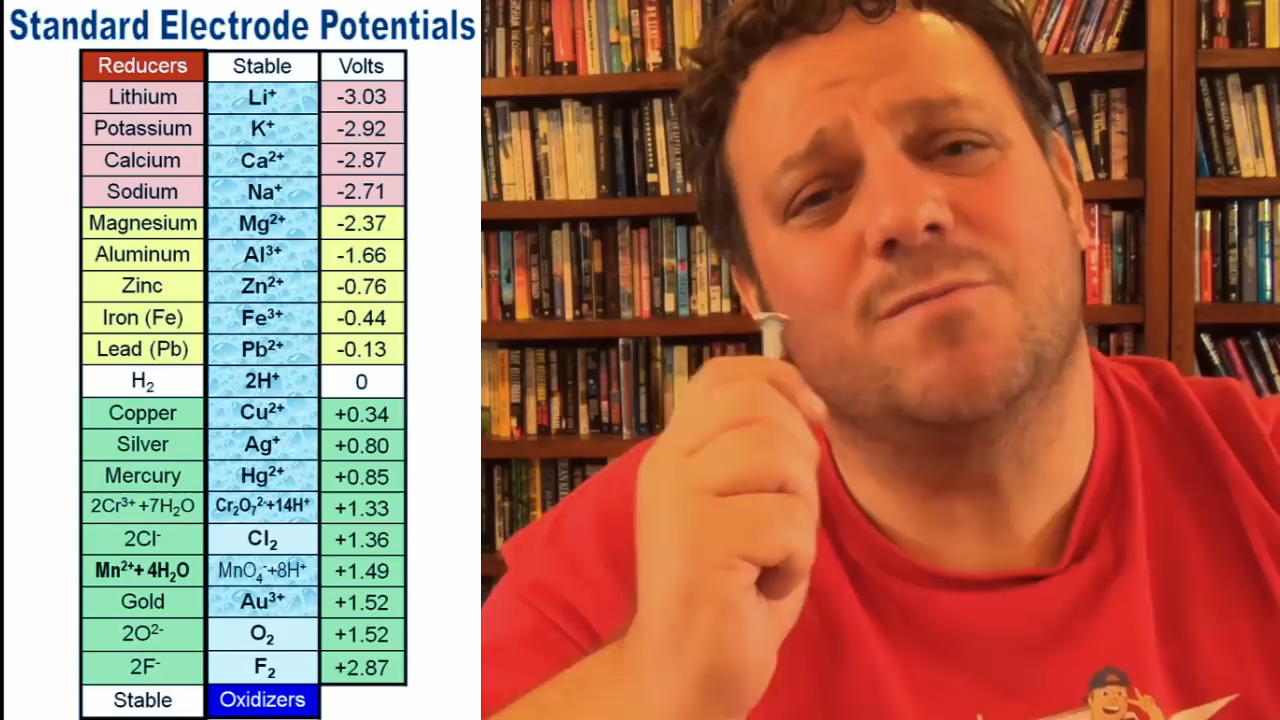 Standard Electrode Potentials
Reducers Stable Volts
Lithium Li⁺ -3.03
Potassium K⁺ -2.92
Calcium Ca²⁺ -2.87
Sodium Na⁺ -2.71
Magnesium Mg²⁺ -2.37
Aluminum Al³⁺ -1.66
Zinc Zn²⁺ -0.76
Iron (Fe) Fe³⁺ -0.44
Lead (Pb) Pb²⁺ -0.13
H₂ 2H⁺ 0
Copper Cu²⁺ +0.34
Silver Ag⁺ +0.80
Mercury Hg²⁺ +0.85
2Cr³⁺+7H₂O Cr₂O₇²⁻+14H⁺ +1.33
2Cl⁻ Cl₂ +1.36
Mn²⁺+ 4H₂O MnO₄⁻+8H⁺ +1.49
Gold Au³⁺ +1.52
2O²⁻ O₂ +1.52
2F⁻ F₂ +2.87
Stable Oxidizers